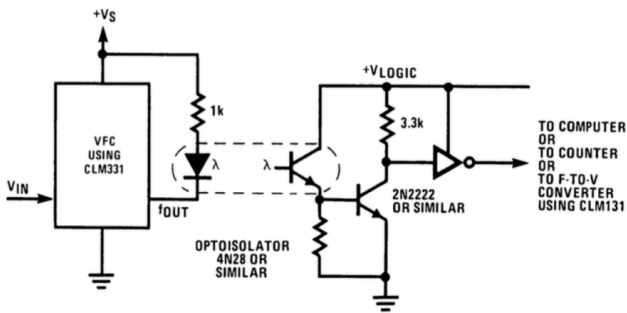 +VS
+VLOGIC
1k
3.3k
VFC
USING
CLM331
λ
λ
TO COMPUTER
OR
TO COUNTER
OR
TO F-TO-V
CONVERTER
USING CLM131
VIN
fOUT
2N2222
OR SIMILAR
OPTOISOLATOR
4N28 OR
SIMILAR